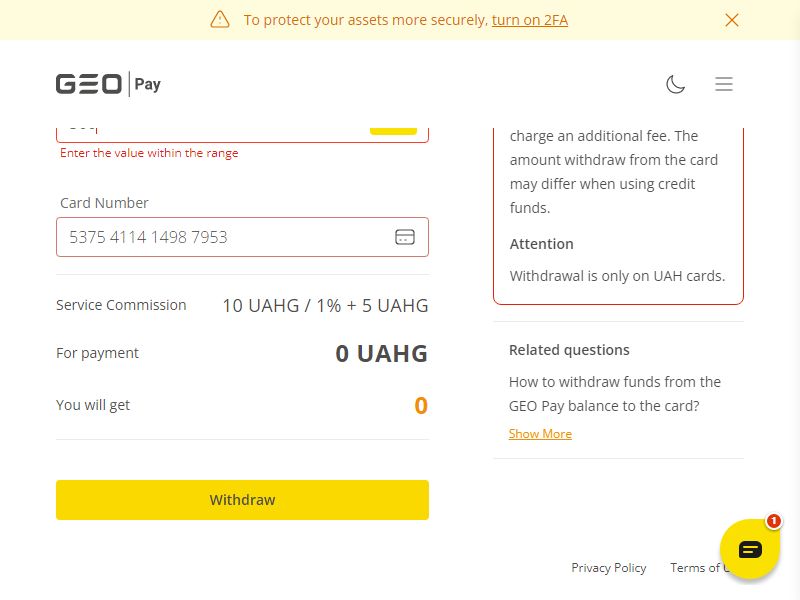 To protect your assets more securely, turn on 2FA
GEO Pay
Enter the value within the range
Card Number
5375 4114 1498 7953
Service Commission 10 UAHG / 1% + 5 UAHG
For payment 0 UAHG
You will get 0
Withdraw
charge an additional fee. The
amount withdraw from the card
may differ when using credit
funds.
Attention
Withdrawal is only on UAH cards.
Related questions
How to withdraw funds from the
GEO Pay balance to the card?
Show More
1
Privacy Policy Terms of